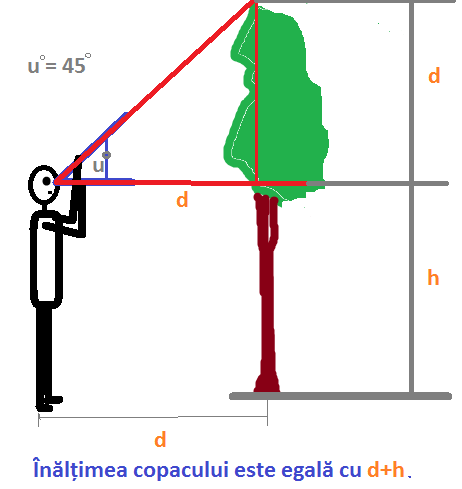 u° = 45°
d
u
d
h
d
Înălțimea copacului este egală cu d+h.